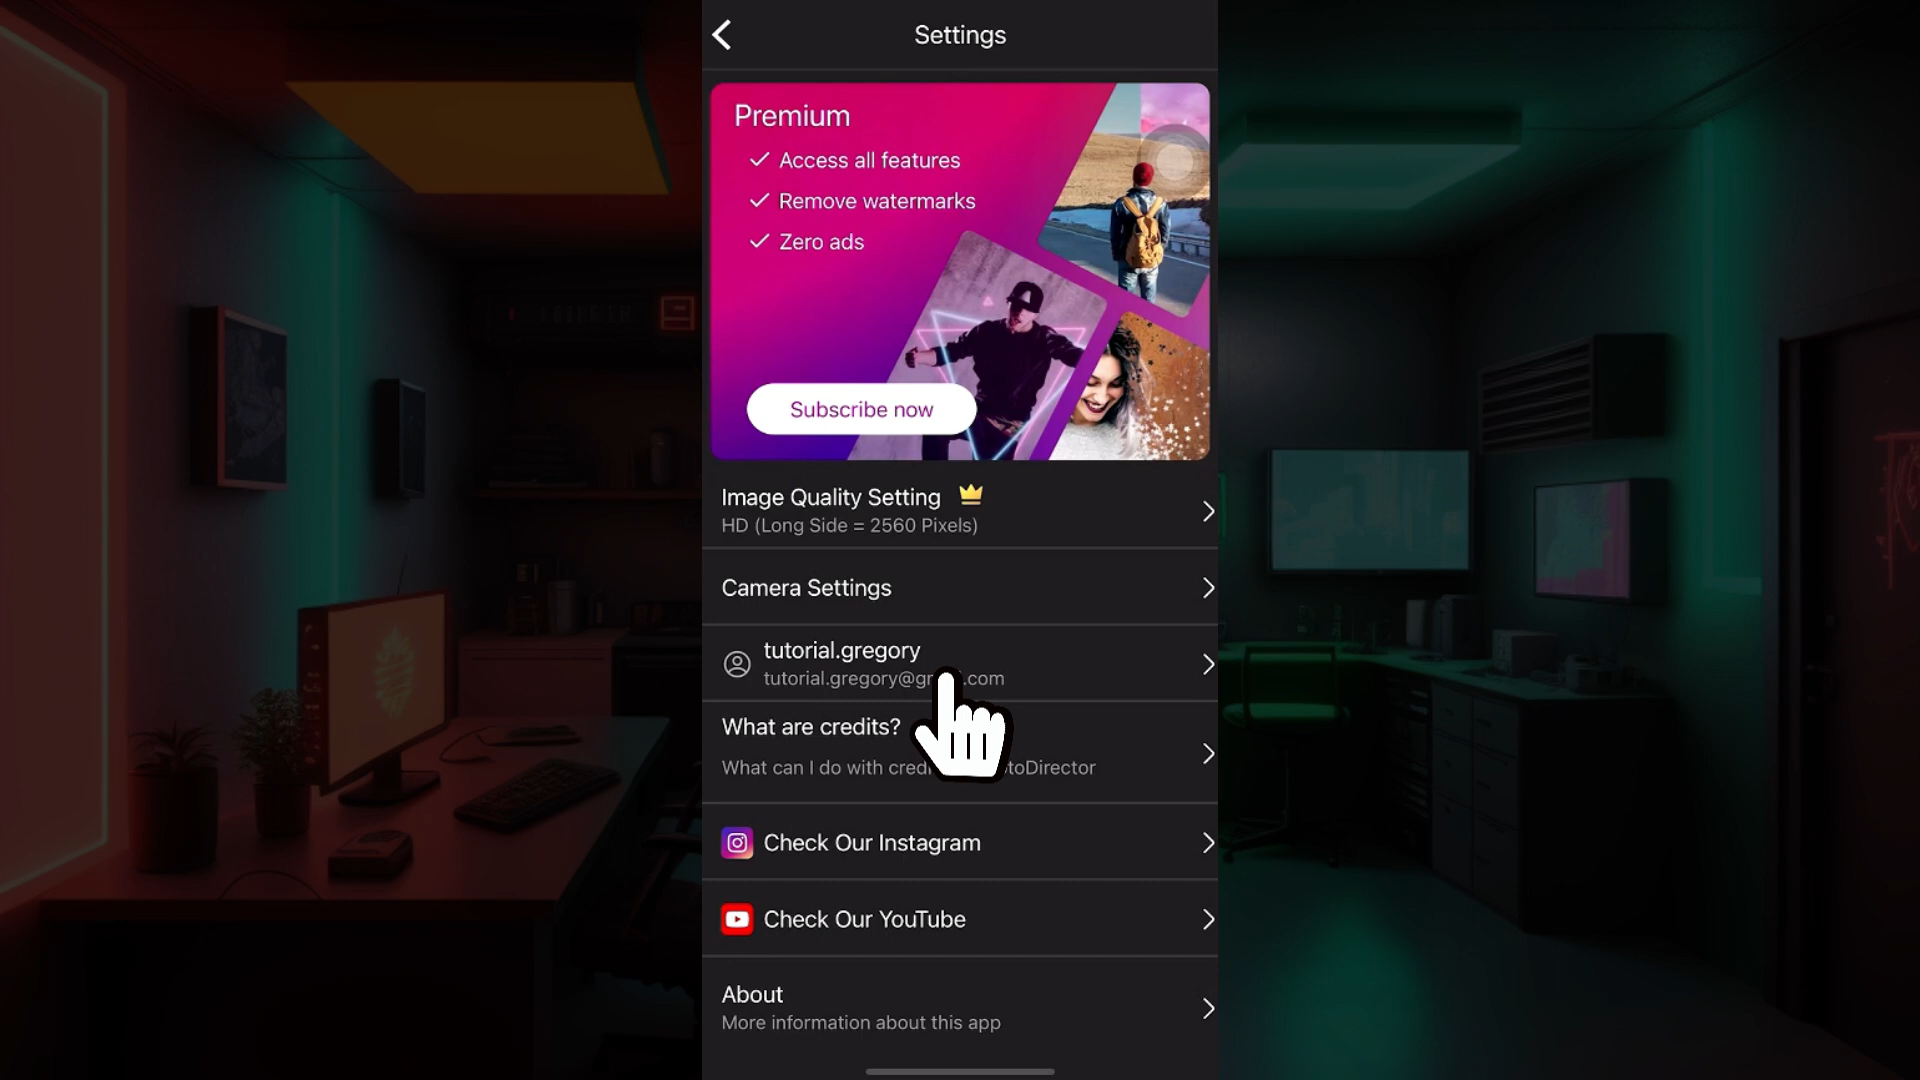 Settings
Premium
Access all features
Remove watermarks
Zero ads
Subscribe now
Image Quality Setting
HD (Long Side = 2560 Pixels)
Camera Settings
tutorial.gregory
tutorial.gregory@g .com
What are credits?
What can I do with cred toDirector
Check Our Instagram
Check Our YouTube
About
More information about this app